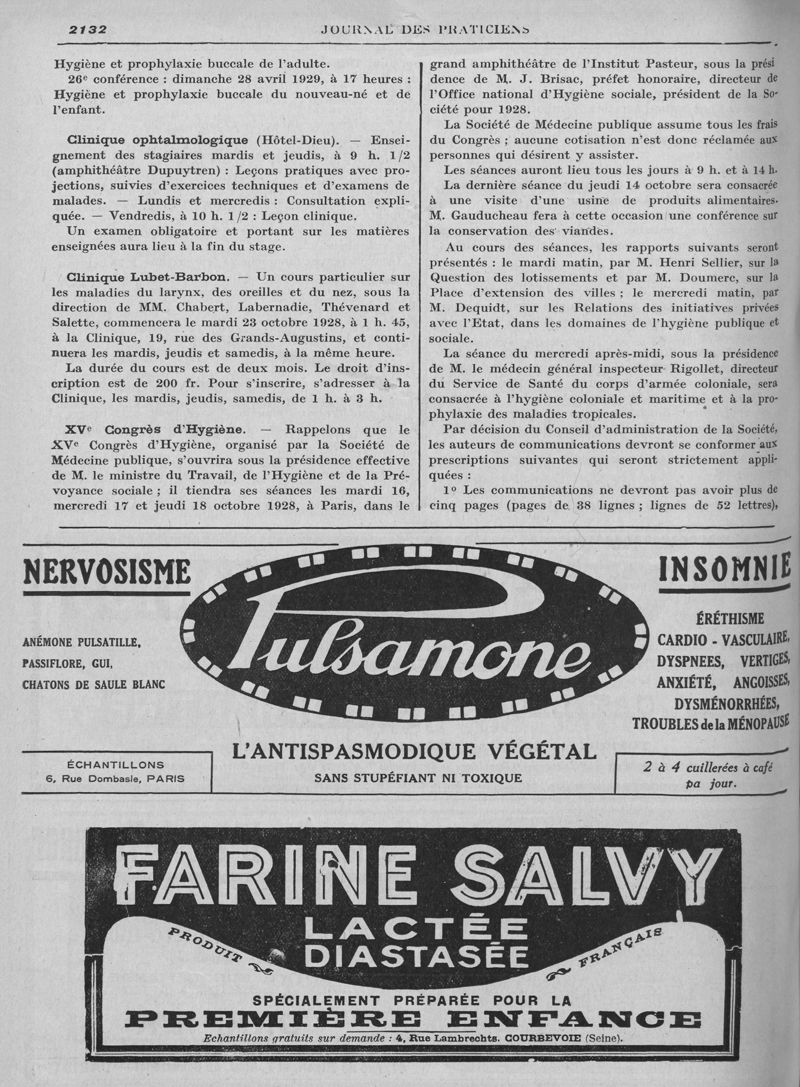 2132
JOURNAL DES PRATICIENS
Hygiène et prophylaxie buccale de l'adulte.
26e conférence : dimanche 28 avril 1929, à 17 heures :
Hygiène et prophylaxie buccale du nouveau-né et de
l'enfant.
Clinique ophtalmologique (Hôtel-Dieu). — Ensei-
gnement des stagiaires mardis et jeudis, à 9 h. 1/2
(amphithéâtre Dupuytren) : Leçons pratiques avec pro-
jections, suivies d'exercices techniques et d'examens de
malades. — Lundis et mercredis : Consultation expli-
quée. — Vendredis, à 10 h. 1/2 : Leçon clinique.
Un examen obligatoire et portant sur les matières
enseignées aura lieu à la fin du stage.
Clinique Lubet-Barbon. — Un cours particulier sur
les maladies du larynx, des oreilles et du nez, sous la
direction de MM. Chabert, Labernadie, Thévenard et
Salette, commencera le mardi 23 octobre 1928, à 1 h. 45,
à la Clinique, 19, rue des Grands-Augustins, et conti-
nuera les mardis, jeudis et samedis, à la même heure.
La durée du cours est de deux mois. Le droit d'ins-
cription est de 200 fr. Pour s'inscrire, s'adresser à la
Clinique, les mardis, jeudis, samedis, de 1 h. à 3 h.
XVe Congrès d'Hygiène. — Rappelons que le
XVe Congrès d'Hygiène, organisé par la Société de
Médecine publique, s'ouvrira sous la présidence effective
de M. le ministre du Travail, de l'Hygiène et de la Pré-
voyance sociale ; il tiendra ses séances les mardi 16,
mercredi 17 et jeudi 18 octobre 1928, à Paris, dans le
grand amphithéâtre de l'Institut Pasteur, sous la prési
dence de M. J. Brisac, préfet honoraire, directeur de
l'Office national d'Hygiène sociale, président de la So-
ciété pour 1928.
La Société de Médecine publique assume tous les frais
du Congrès ; aucune cotisation n'est donc réclamée aux
personnes qui désirent y assister.
Les séances auront lieu tous les jours à 9 h. et à 14 h.
La dernière séance du jeudi 14 octobre sera consacrée
à une visite d'une usine de produits alimentaires.
M. Gauducheau fera à cette occasion une conférence sur
la conservation des viandes.
Au cours des séances, les rapports suivants seront
présentés : le mardi matin, par M. Henri Sellier, sur la
Question des lotissements et par M. Doumerc, sur la
Place d'extension des villes ; le mercredi matin, par
M. Dequidt, sur les Relations des initiatives privées
avec l'Etat, dans les domaines de l'hygiène publique et
sociale.
La séance du mercredi après-midi, sous la présidence
de M. le médecin général inspecteur Rigollet, directeur
du Service de Santé du corps d'armée coloniale, sera
consacrée à l'hygiène coloniale et maritime et à la pro-
phylaxie des maladies tropicales.
Par décision du Conseil d'administration de la Société,
les auteurs de communications devront se conformer aux
prescriptions suivantes qui seront strictement appli-
quées :
1o Les communications ne devront pas avoir plus de
cinq pages (pages de 38 lignes ; lignes de 52 lettres),
NERVOSISME
ANÉMONE PULSATILLE,
PASSIFLORE, GUI,
CHATONS DE SAULE BLANC
Pulsamone
INSOMNIE
ÉRÉTHISME
CARDIO - VASCULAIRE,
DYSPNEES, VERTIGES,
ANXIÉTÉ, ANGOISSES,
DYSMÉNORRHÉES,
TROUBLES de la MÉNOPAUSE
L'ANTISPASMODIQUE VÉGÉTAL
SANS STUPÉFIANT NI TOXIQUE
ÉCHANTILLONS
6, Rue Dombasle, PARIS
2 à 4 cuillerées à café
pa jour.
FARINE SALVY
LACTÉE
DIASTASÉE
PRODUIT FRANÇAIS
SPÉCIALEMENT PRÉPARÉE POUR LA
PREMIÈRE ENFANCE
Echantillons gratuits sur demande : 4, Rue Lambrechts. COURBEVOIE (Seine).